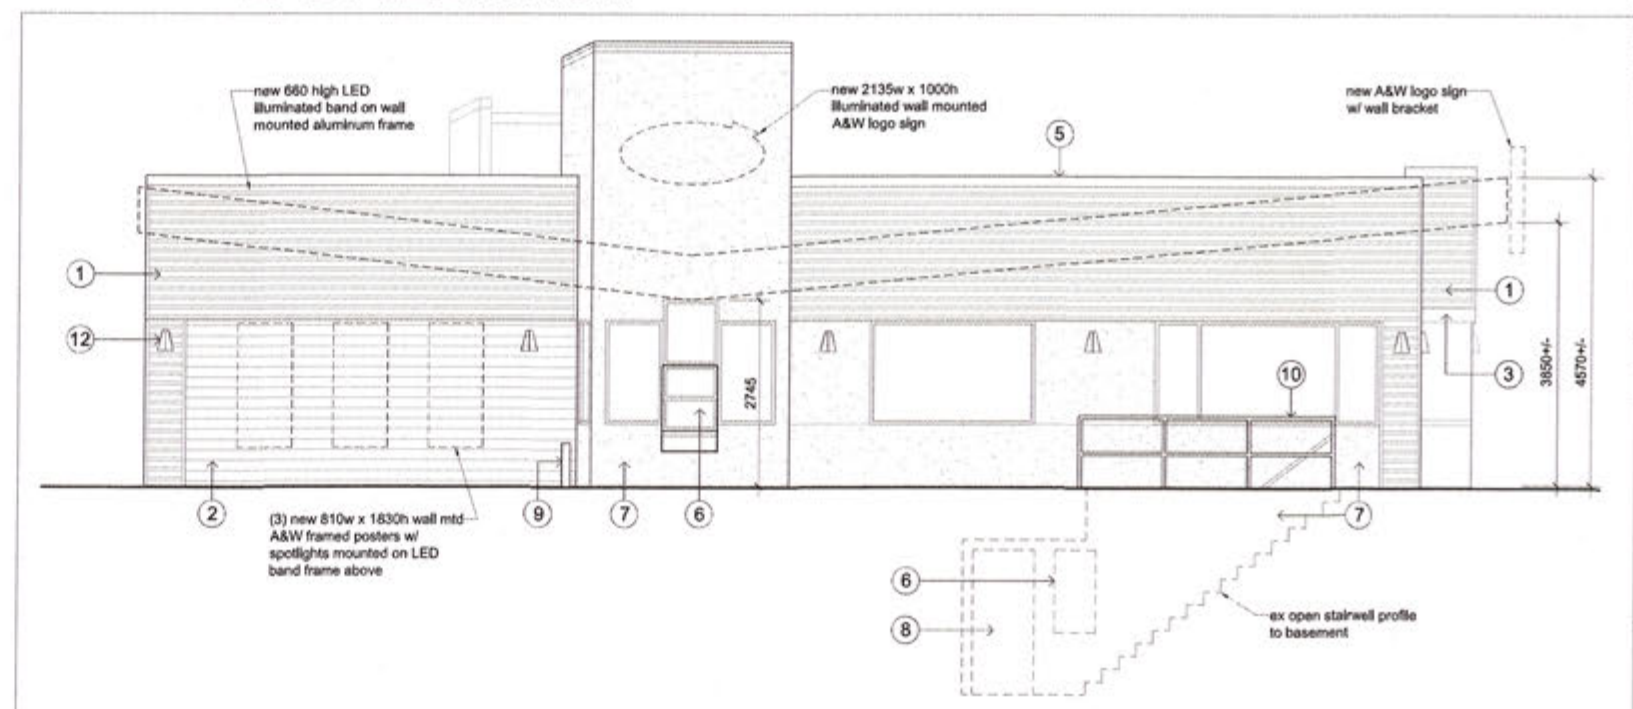 new 660 high LED
illuminated band on wall
mounted aluminum frame
new 2135w x 1000h
illuminated wall mounted
A&W logo sign
new A&W logo sign
w/ wall bracket
5
1
1
12
3
10
2745
3850+/-
4570+/-
2
9
7
6
7
(3) new 810w x 1830h wall mtd
A&W framed posters w/
spotlights mounted on LED
band frame above
6
8
ex open stairwell profile
to basement